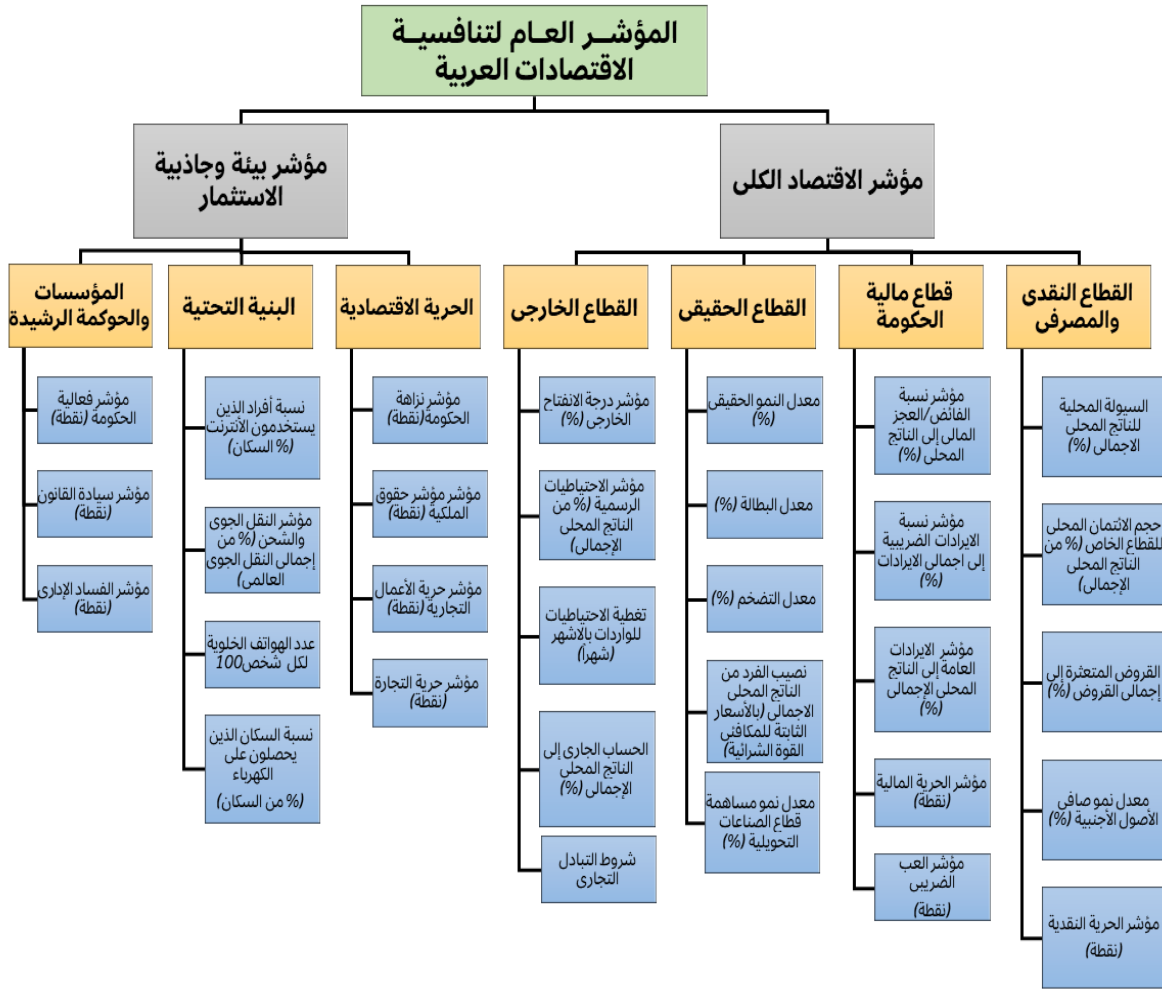 المؤشــر العـام لتنافسيـة
الاقتصادات العربية
مؤشر الاقتصاد الكلى
مؤشر بيئة وجاذبية
الاستثمار
القطاع النقدى
والمصرفى
قطاع مالية
الحكومة
القطاع الحقيقى
القطاع الخارجى
الحرية الاقتصادية
البنية التحتية
المؤسسات
والحوكمة الرشيدة
السيولة المحلية
للناتج المحلى
الاجمالى (%)
حجم الائتمان المحلى
للقطاع الخاص (% من
الناتج المحلى
الإجمالى)
القروض المتعثرة إلى
إجمالى القروض (%)
معدل نمو صافى
الأصول الأجنبية (%)
مؤشر الحرية النقدية
(نقطة)
مؤشر نسبة
الفائض/العجز
المالى إلى الناتج
المحلى (%)
مؤشر نسبة
الايرادات الضريبية
إلى اجمالى الايرادات
(%)
مؤشر الايرادات
العامة إلى الناتج
المحلى الإجمالى
(%)
مؤشر الحرية المالية
(نقطة)
مؤشر العب
الضريبى
(نقطة)
معدل النمو الحقيقى
(%)
معدل البطالة (%)
معدل التضخم (%)
نصيب الفرد من
الناتج المحلى
الاجمالى (بالأسعار
الثابتة للمكافئى
القوة الشرائية)
معدل نمو مساهمة
قطاع الصناعات
التحويلية (%)
مؤشر درجة الانفتاح
الخارجى (%)
مؤشر الاحتياطيات
الرسمية (% من
الناتج المحلى
الإجمالى)
تغطية الاحتياطيات
للواردات بالاشهر
(شهراً)
الحساب الجارى إلى
الناتج المحلى
الإجمالى (%)
شروط التبادل
التجارى
مؤشر نزاهة
الحكومة(نقطة)
مؤشر مؤشر حقوق
الملكية (نقطة)
مؤشر حرية الأعمال
التجارية (نقطة)
مؤشر حرية التجارة
(نقطة)
نسبة أفراد الذين
يستخدمون الأنترنت
(% السكان)
مؤشر النقل الجوى
والشحن (% من
إجمالى النقل الجوى
العالمى)
عدد الهواتف الخلوية
لكل شخص100
نسبة السكان الذين
يحصلون على
الكهرباء
(% من السكان)
مؤشر فعالية
الحكومة (نقطة)
مؤشر سيادة القانون
(نقطة)
مؤشر الفساد الإدارى
(نقطة)